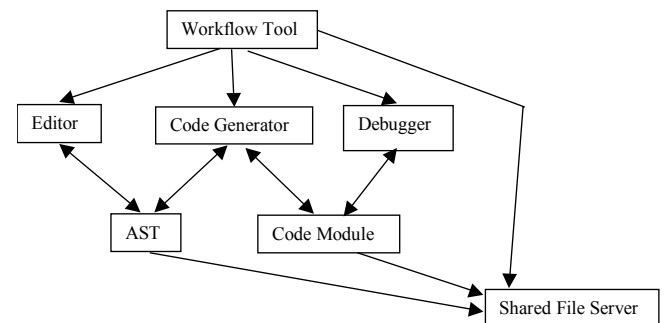 Workflow Tool
Editor
Code Generator
Debugger
AST
Code Module
Shared File Server